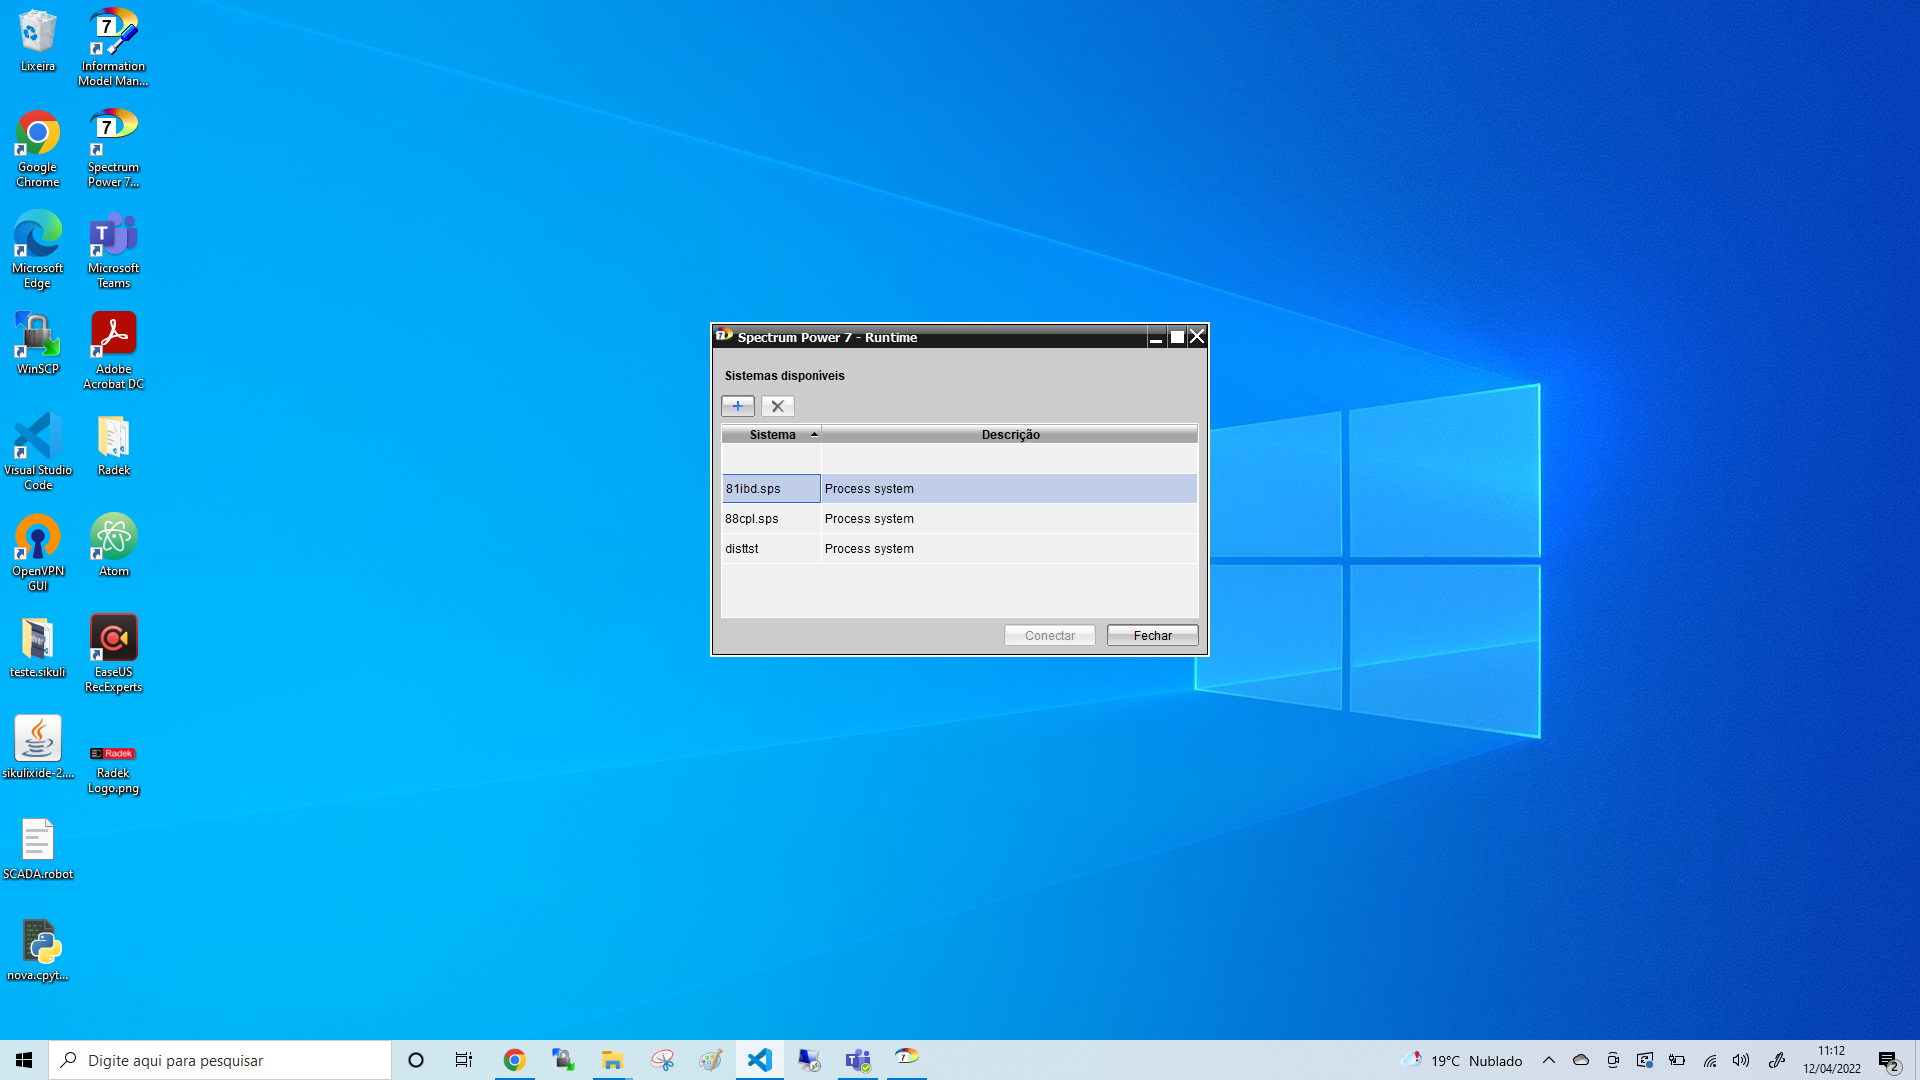 Lixeira
Information
Model Man...
Google
Chrome
Spectrum
Power 7...
Microsoft
Edge
Microsoft
Teams
WinSCP
Adobe
Acrobat DC
Visual Studio
Code
Radek
OpenVPN
GUI
Atom
teste.sikuli
EaseUS
RecExperts
sikulixide-2....
Radek
Radek
Logo.png
SCADA.robot
nova.cpyt...
Spectrum Power 7 - Runtime
Sistemas disponíveis
Sistema Descrição
81ibd.sps Process system
88cpl.sps Process system
disttst Process system
Conectar Fechar
Digite aqui para pesquisar
19°C Nublado
11:12
12/04/2022
2